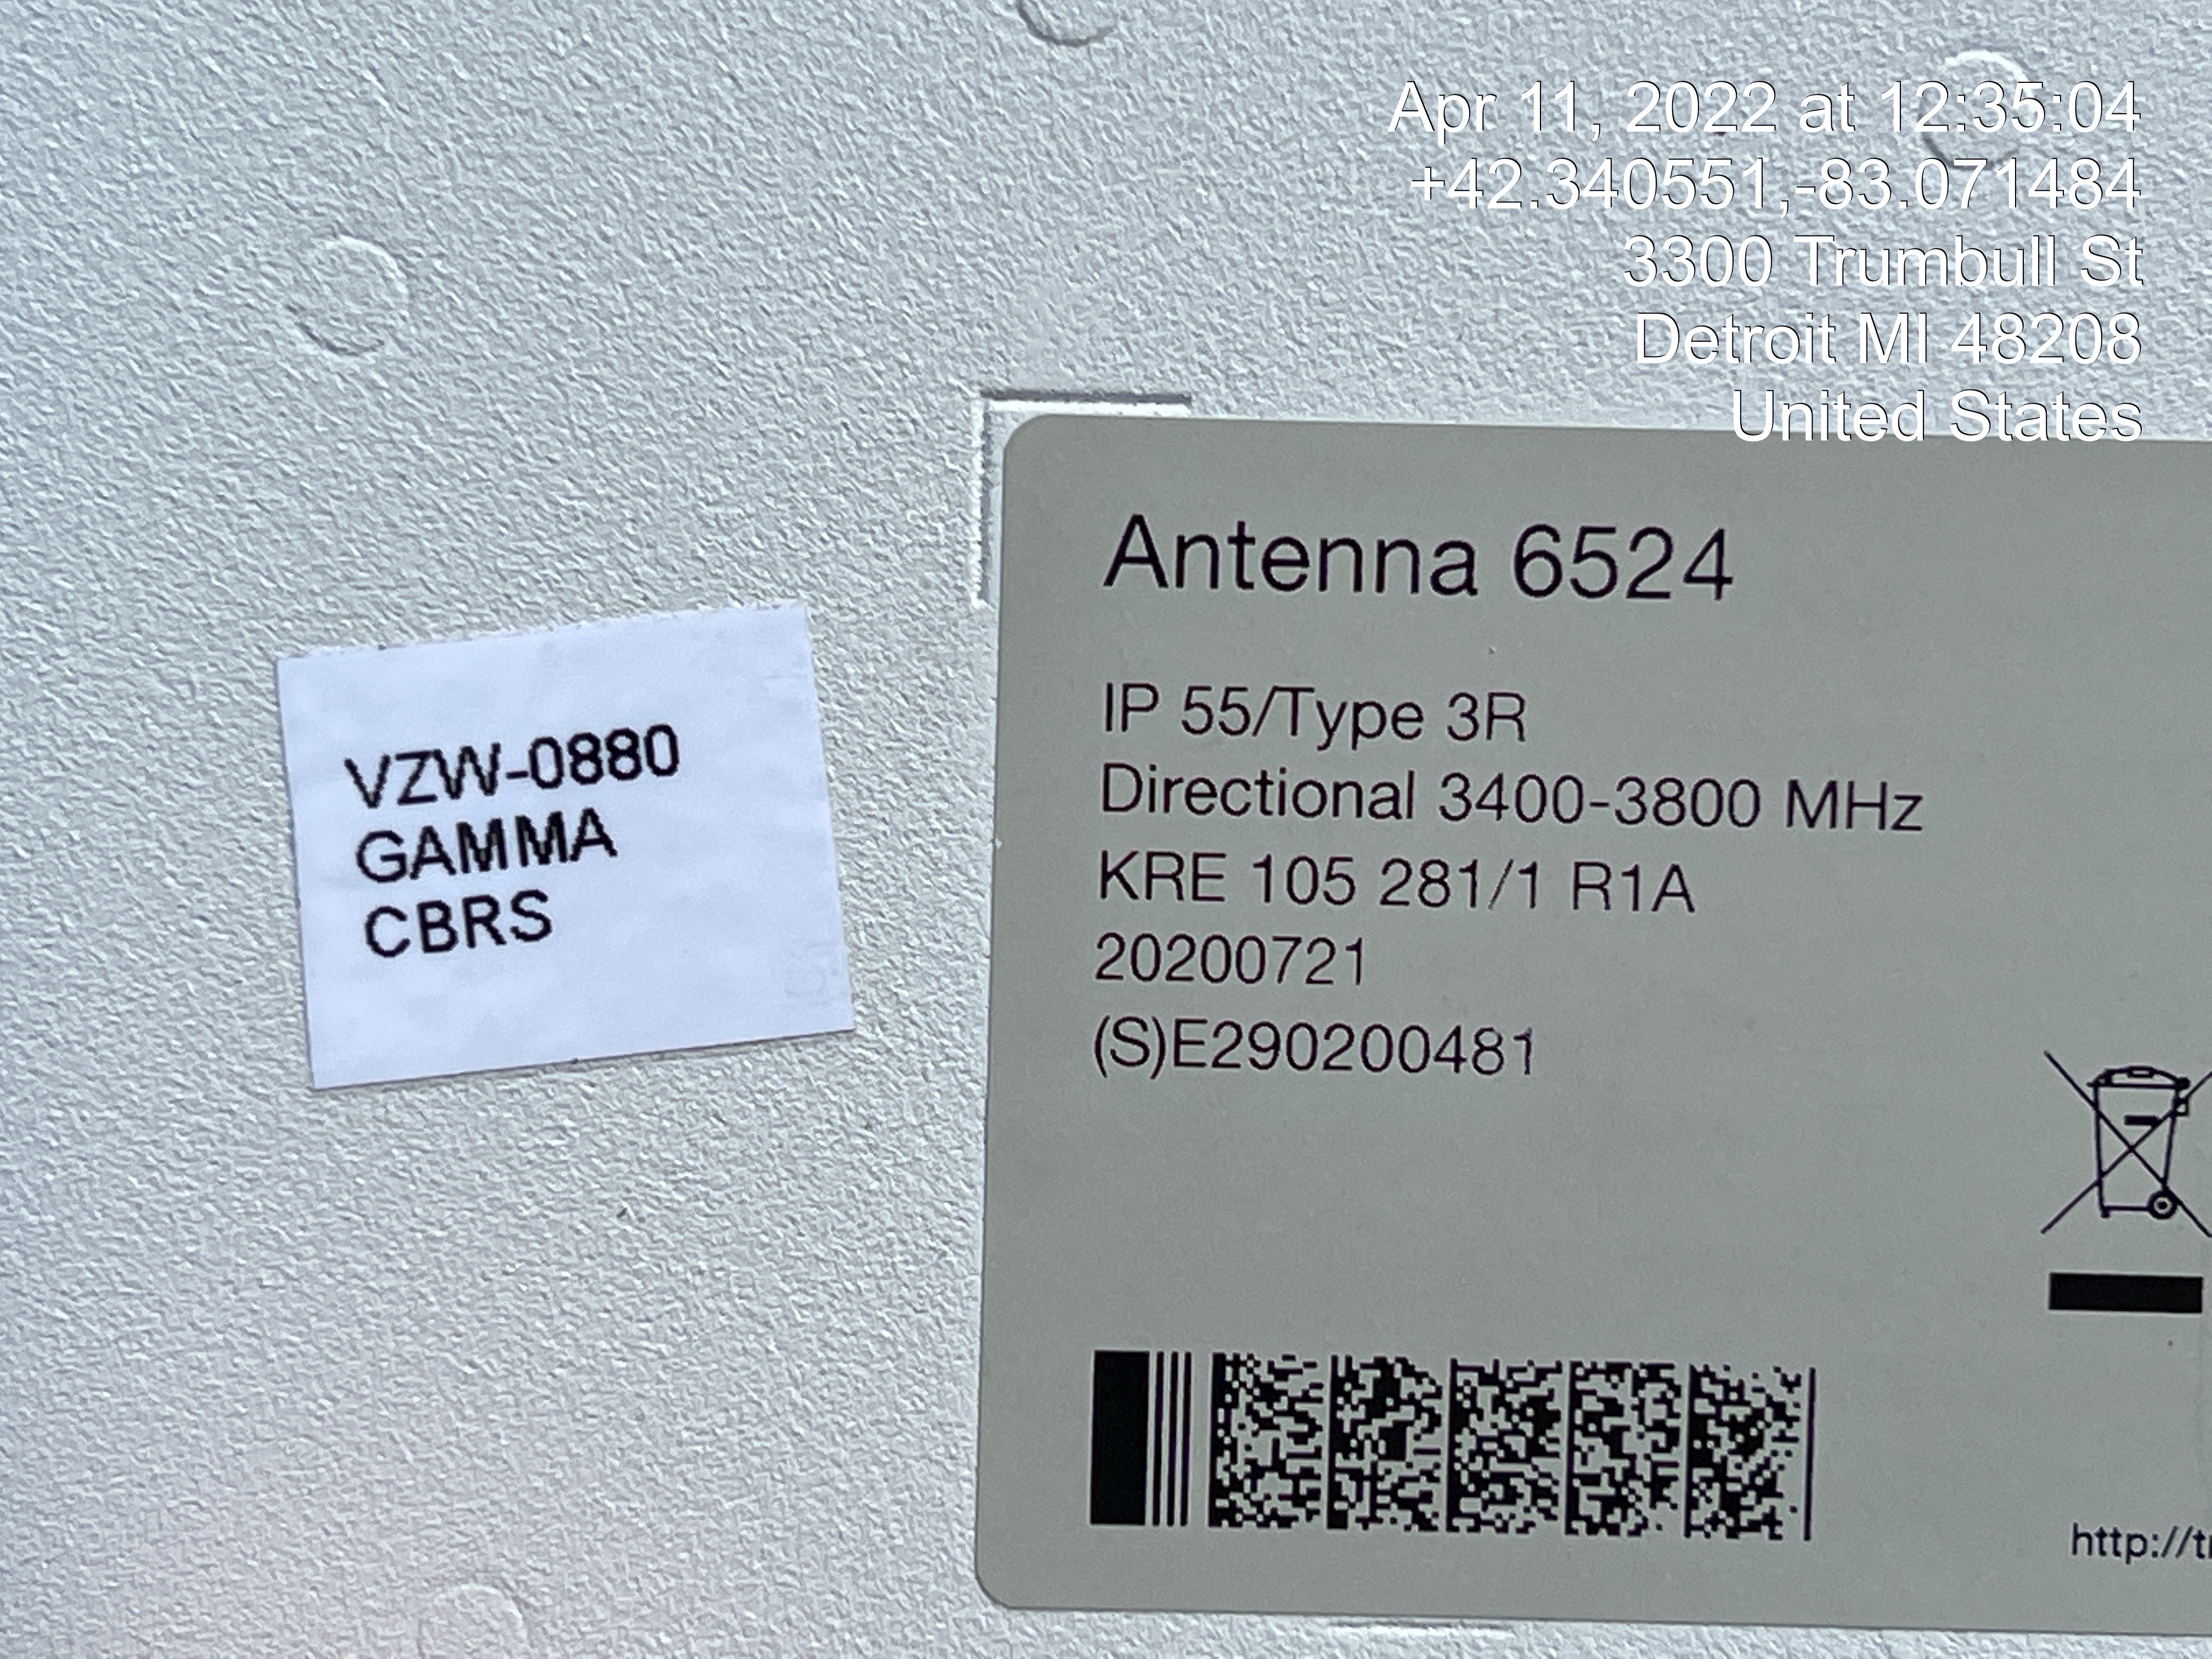 Apr 11, 2022 at 12:35:04
+42.340551,-83.071484
3300 Trumbull St
Detroit MI 48208
United States
VZW-0880
GAMMA
CBRS
Antenna 6524
IP 55/Type 3R
Directional 3400-3800 MHz
KRE 105 281/1 R1A
20200721
(S)E290200481